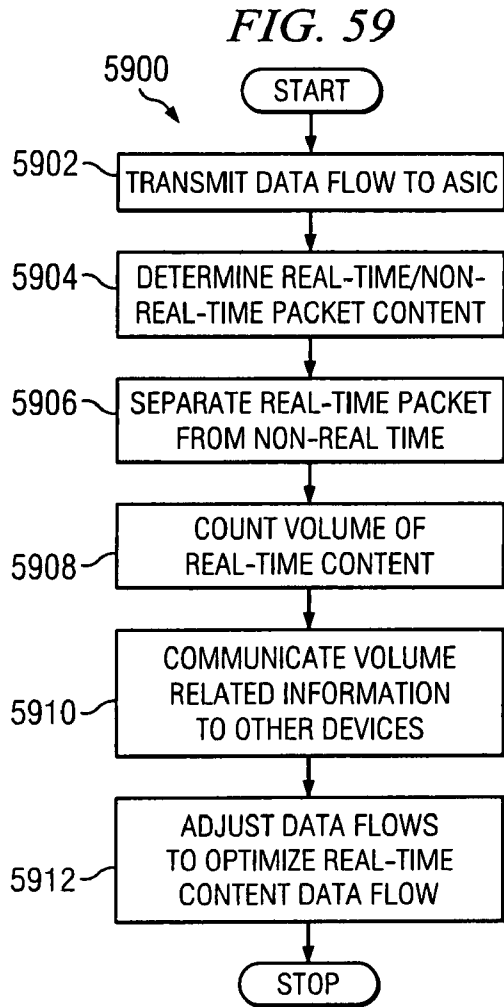 FIG. 59
5900
START
5902
TRANSMIT DATA FLOW TO ASIC
5904
DETERMINE REAL-TIME/NON-
REAL-TIME PACKET CONTENT
5906
SEPARATE REAL-TIME PACKET
FROM NON-REAL TIME
5908
COUNT VOLUME OF
REAL-TIME CONTENT
5910
COMMUNICATE VOLUME
RELATED INFORMATION
TO OTHER DEVICES
5912
ADJUST DATA FLOWS
TO OPTIMIZE REAL-TIME
CONTENT DATA FLOW
STOP